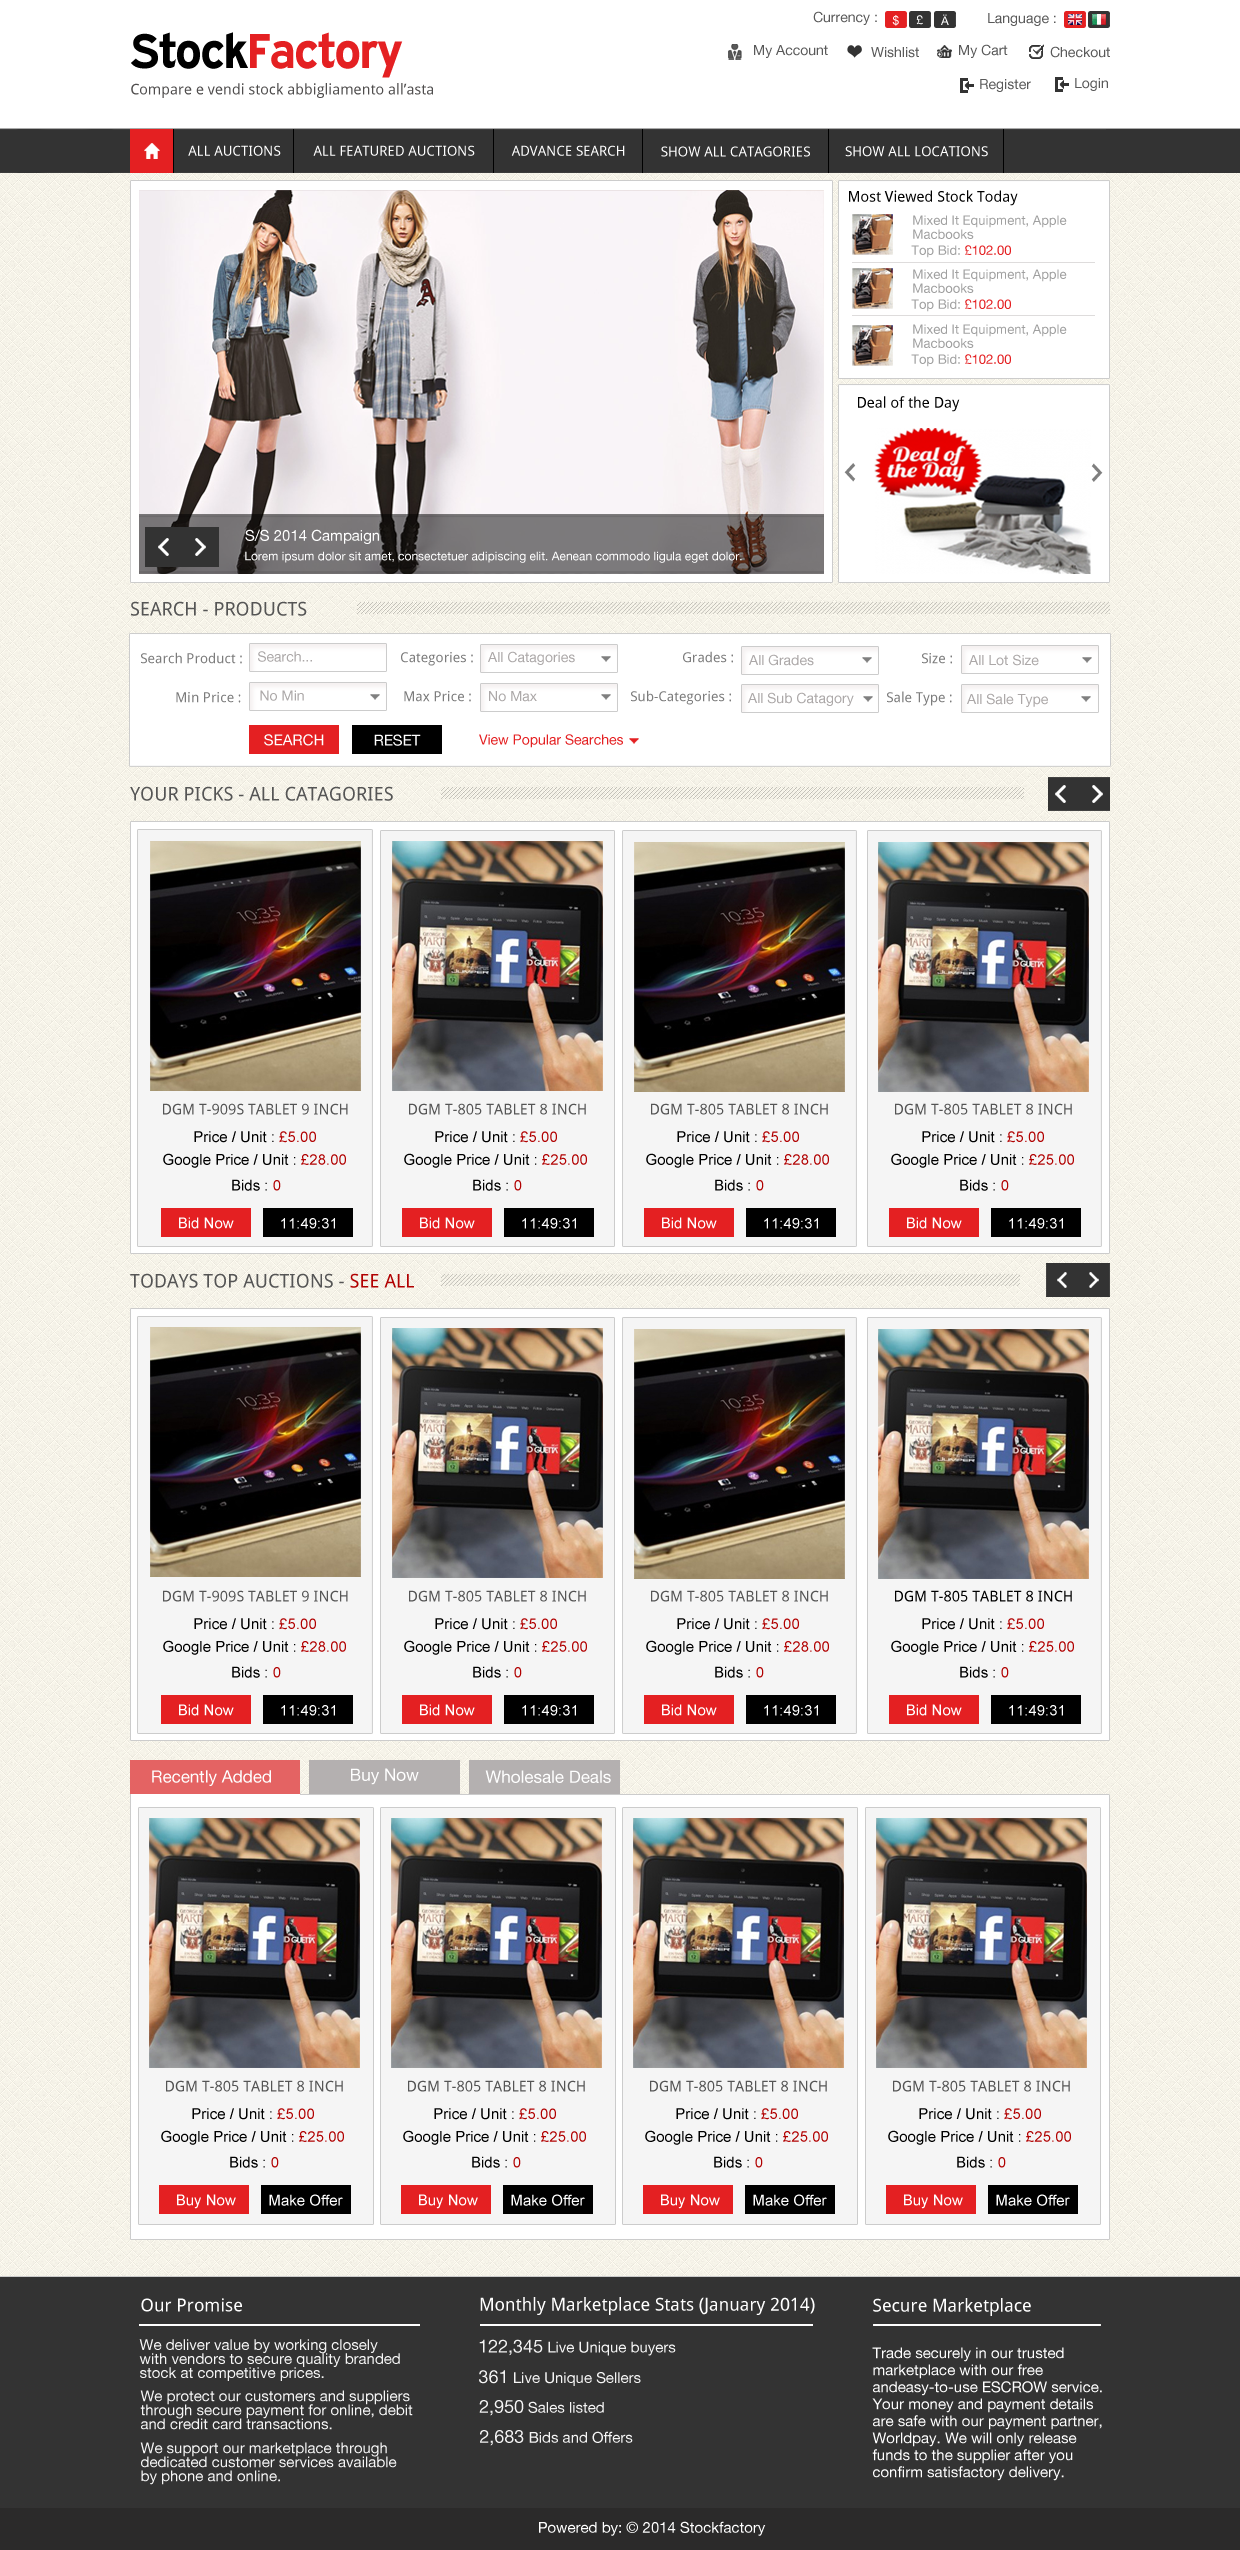 Currency : $ £ Ä Language :
StockFactory
Compare e vendi stock abbigliamento all'asta
My Account Wishlist My Cart Checkout
Register Login
ALL AUCTIONS ALL FEATURED AUCTIONS ADVANCE SEARCH SHOW ALL CATAGORIES SHOW ALL LOCATIONS
A
S/S 2014 Campaign
Lorem ipsum dolor sit amet, consectetuer adipiscing elit. Aenean commodo ligula eget dolor.
Most Viewed Stock Today
Mixed It Equipment, Apple
Macbooks
Top Bid: £102.00
Mixed It Equipment, Apple
Macbooks
Top Bid: £102.00
Mixed It Equipment, Apple
Macbooks
Top Bid: £102.00
Deal of the Day
Deal of
the Day
SEARCH - PRODUCTS
Search Product : Search... Categories : All Catagories Grades : All Grades Size : All Lot Size
Min Price : No Min Max Price : No Max Sub-Categories : All Sub Catagory Sale Type : All Sale Type
SEARCH RESET View Popular Searches
YOUR PICKS - ALL CATAGORIES
DGM T-909S TABLET 9 INCH DGM T-805 TABLET 8 INCH DGM T-805 TABLET 8 INCH DGM T-805 TABLET 8 INCH
Price / Unit : £5.00 Price / Unit : £5.00 Price / Unit : £5.00 Price / Unit : £5.00
Google Price / Unit : £28.00 Google Price / Unit : £25.00 Google Price / Unit : £28.00 Google Price / Unit : £25.00
Bids : 0 Bids : 0 Bids : 0 Bids : 0
Bid Now 11:49:31 Bid Now 11:49:31 Bid Now 11:49:31 Bid Now 11:49:31
TODAYS TOP AUCTIONS - SEE ALL
DGM T-909S TABLET 9 INCH DGM T-805 TABLET 8 INCH DGM T-805 TABLET 8 INCH DGM T-805 TABLET 8 INCH
Price / Unit : £5.00 Price / Unit : £5.00 Price / Unit : £5.00 Price / Unit : £5.00
Google Price / Unit : £28.00 Google Price / Unit : £25.00 Google Price / Unit : £28.00 Google Price / Unit : £25.00
Bids : 0 Bids : 0 Bids : 0 Bids : 0
Bid Now 11:49:31 Bid Now 11:49:31 Bid Now 11:49:31 Bid Now 11:49:31
Recently Added Buy Now Wholesale Deals
DGM T-805 TABLET 8 INCH DGM T-805 TABLET 8 INCH DGM T-805 TABLET 8 INCH DGM T-805 TABLET 8 INCH
Price / Unit : £5.00 Price / Unit : £5.00 Price / Unit : £5.00 Price / Unit : £5.00
Google Price / Unit : £25.00 Google Price / Unit : £25.00 Google Price / Unit : £25.00 Google Price / Unit : £25.00
Bids : 0 Bids : 0 Bids : 0 Bids : 0
Buy Now Make Offer Buy Now Make Offer Buy Now Make Offer Buy Now Make Offer
Our Promise
We deliver value by working closely
with vendors to secure quality branded
stock at competitive prices.
We protect our customers and suppliers
through secure payment for online, debit
and credit card transactions.
We support our marketplace through
dedicated customer services available
by phone and online.
Monthly Marketplace Stats (January 2014)
122,345 Live Unique buyers
361 Live Unique Sellers
2,950 Sales listed
2,683 Bids and Offers
Secure Marketplace
Trade securely in our trusted
marketplace with our free
andeasy-to-use ESCROW service.
Your money and payment details
are safe with our payment partner,
Worldpay. We will only release
funds to the supplier after you
confirm satisfactory delivery.
Powered by: © 2014 Stockfactory